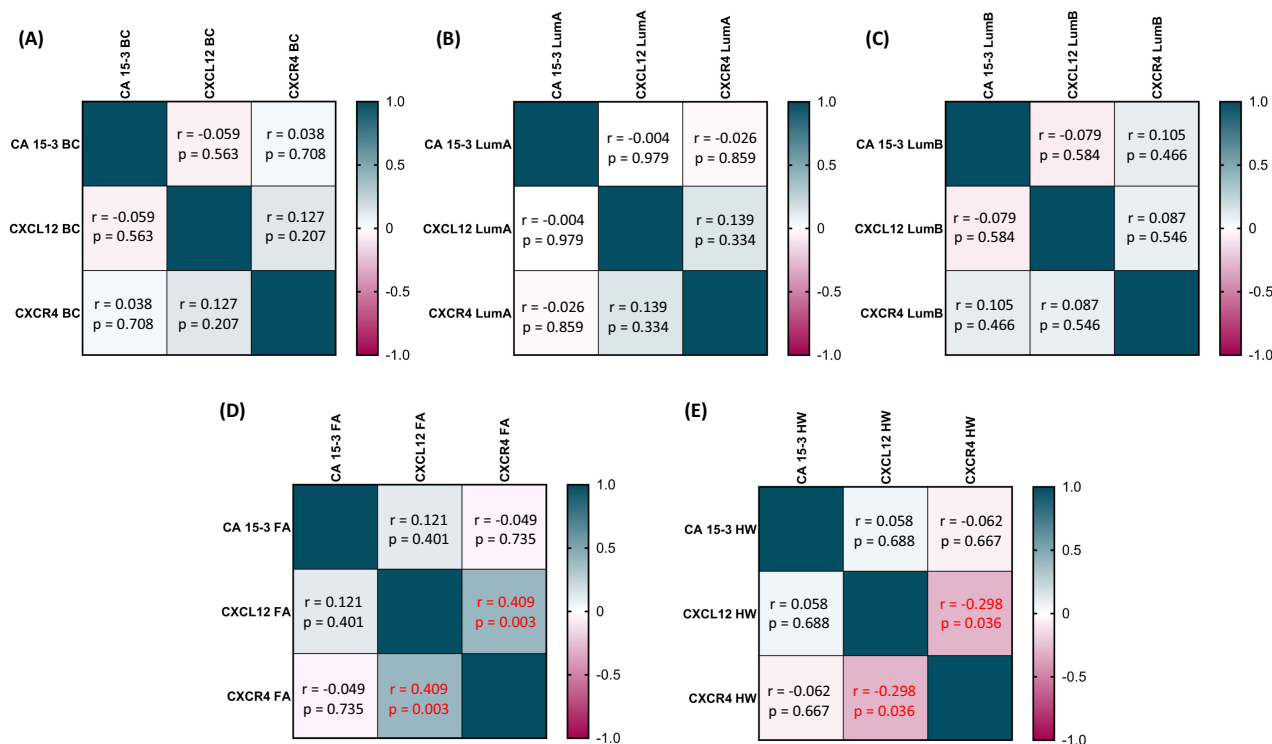 (A)
CA 15-3 BC
CXCL12 BC
CXCR4 BC
CA 15-3 BC
r = -0.059
p = 0.563
r = 0.038
p = 0.708
CXCL12 BC
r = -0.059
p = 0.563
r = 0.127
p = 0.207
CXCR4 BC
r = 0.038
p = 0.708
r = 0.127
p = 0.207
1.0
0.5
0
-0.5
-1.0
(B)
CA 15-3 LumA
CXCL12 LumA
CXCR4 LumA
CA 15-3 LumA
r = -0.004
p = 0.979
r = -0.026
p = 0.859
CXCL12 LumA
r = -0.004
p = 0.979
r = 0.139
p = 0.334
CXCR4 LumA
r = -0.026
p = 0.859
r = 0.139
p = 0.334
1.0
0.5
0
-0.5
-1.0
(C)
CA 15-3 LumB
CXCL12 LumB
CXCR4 LumB
CA 15-3 LumB
r = -0.079
p = 0.584
r = 0.105
p = 0.466
CXCL12 LumB
r = -0.079
p = 0.584
r = 0.087
p = 0.546
CXCR4 LumB
r = 0.105
p = 0.466
r = 0.087
p = 0.546
1.0
0.5
0
-0.5
-1.0
(D)
CA 15-3 FA
CXCL12 FA
CXCR4 FA
CA 15-3 FA
r = 0.121
p = 0.401
r = -0.049
p = 0.735
CXCL12 FA
r = 0.121
p = 0.401
r = 0.409
p = 0.003
CXCR4 FA
r = -0.049
p = 0.735
r = 0.409
p = 0.003
1.0
0.5
0
-0.5
-1.0
(E)
CA 15-3 HW
CXCL12 HW
CXCR4 HW
CA 15-3 HW
r = 0.058
p = 0.688
r = -0.062
p = 0.667
CXCL12 HW
r = 0.058
p = 0.688
r = -0.298
p = 0.036
CXCR4 HW
r = -0.062
p = 0.667
r = -0.298
p = 0.036
1.0
0.5
0
-0.5
-1.0